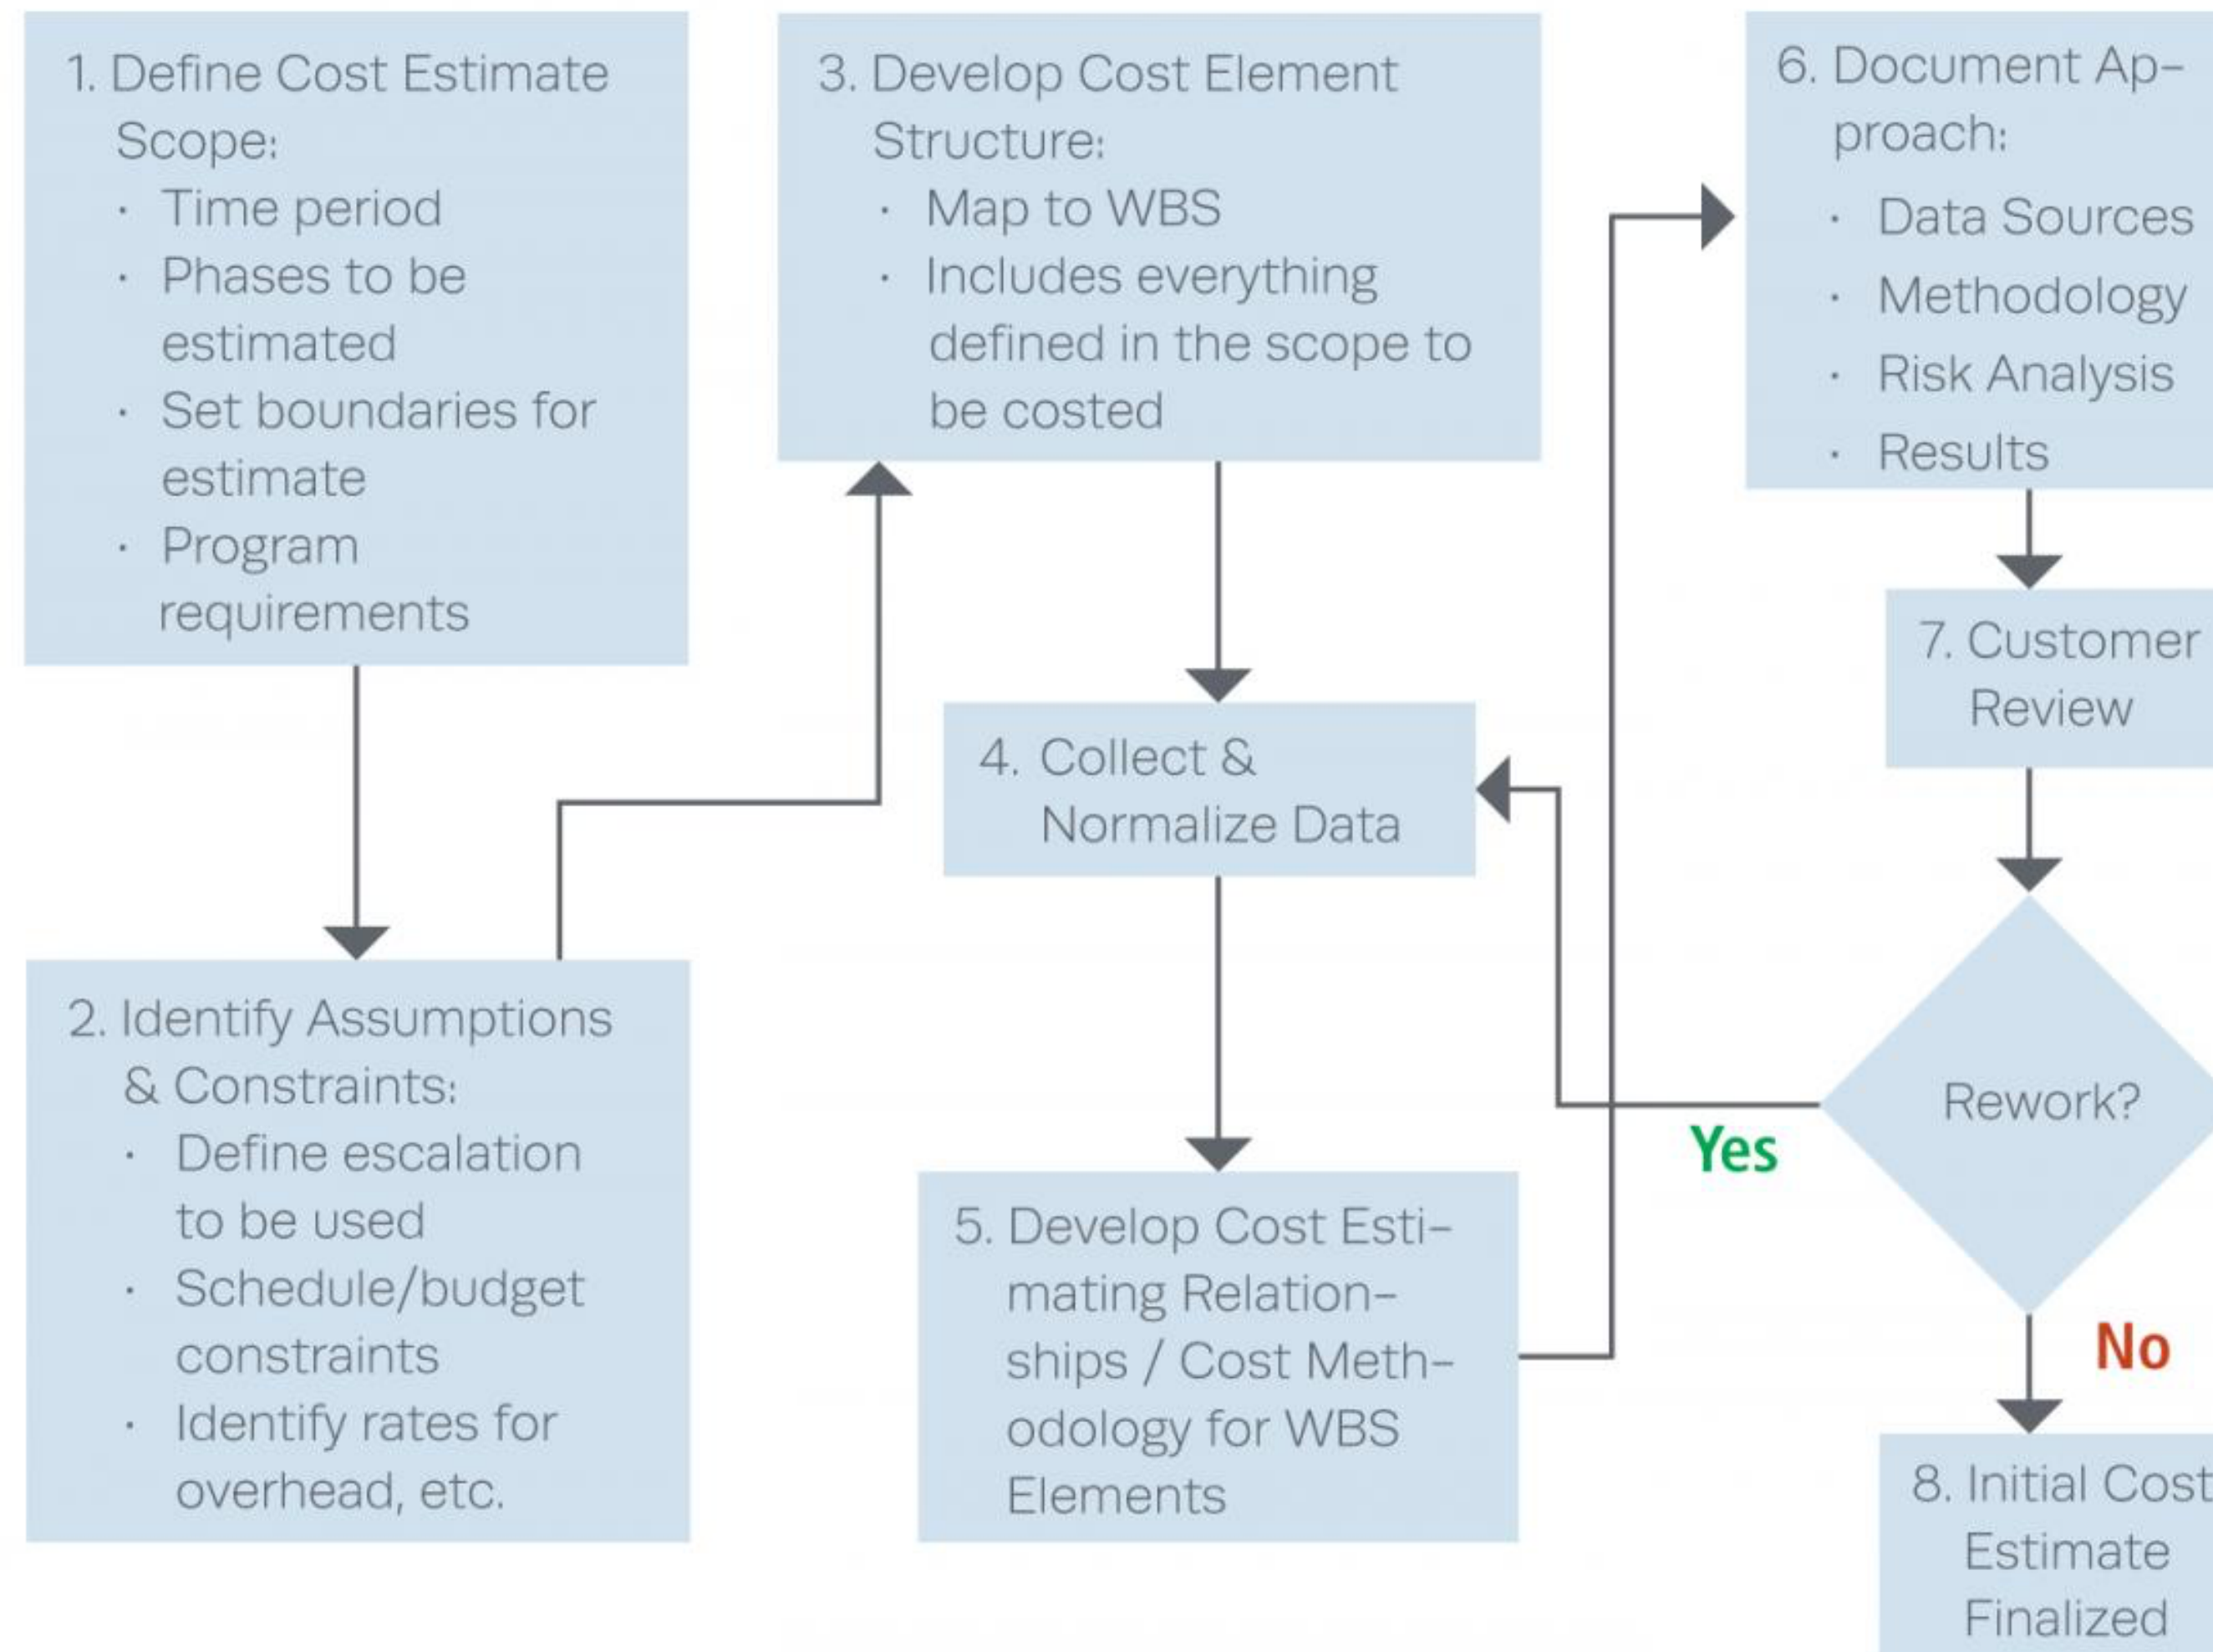 1. Define Cost Estimate
Scope:
· Time period
· Phases to be
estimated
· Set boundaries for
estimate
· Program
requirements
2. Identify Assumptions
& Constraints:
· Define escalation
to be used
· Schedule/budget
constraints
· Identify rates for
overhead, etc.
3. Develop Cost Element
Structure:
· Map to WBS
· Includes everything
defined in the scope to
be costed
4. Collect &
Normalize Data
5. Develop Cost Esti-
mating Relation-
ships / Cost Meth-
odology for WBS
Elements
6. Document Ap-
proach:
· Data Sources
· Methodology
· Risk Analysis
· Results
7. Customer
Review
Rework?
Yes
No
8. Initial Cost
Estimate
Finalized